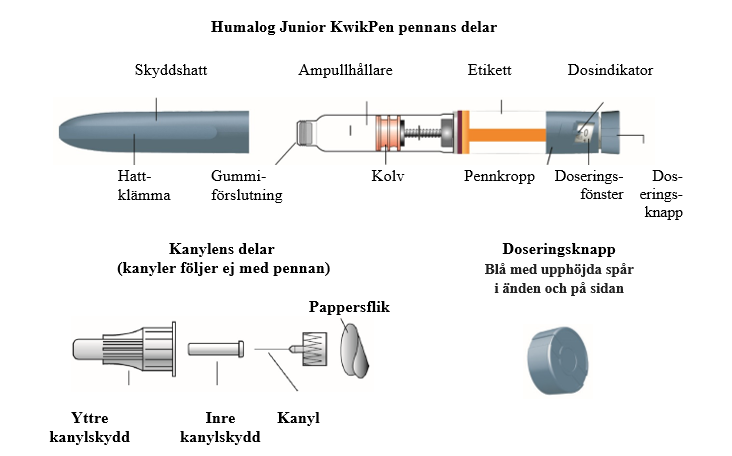 Humalog Junior KwikPen pennans delar
Skyddshatt
Ampullhållare
Etikett
Dosindikator
Hatt-
klämma
Gummi-
förslutning
Kolv
Pennkropp
Doserings-
fönster
Dos-
erings-
knapp
Kanylens delar
(kanyler följer ej med pennan)
Pappersflik
Yttre
kanylskydd
Inre
kanylskydd
Kanyl
Doseringsknapp
Blå med upphöjda spår
i änden och på sidan